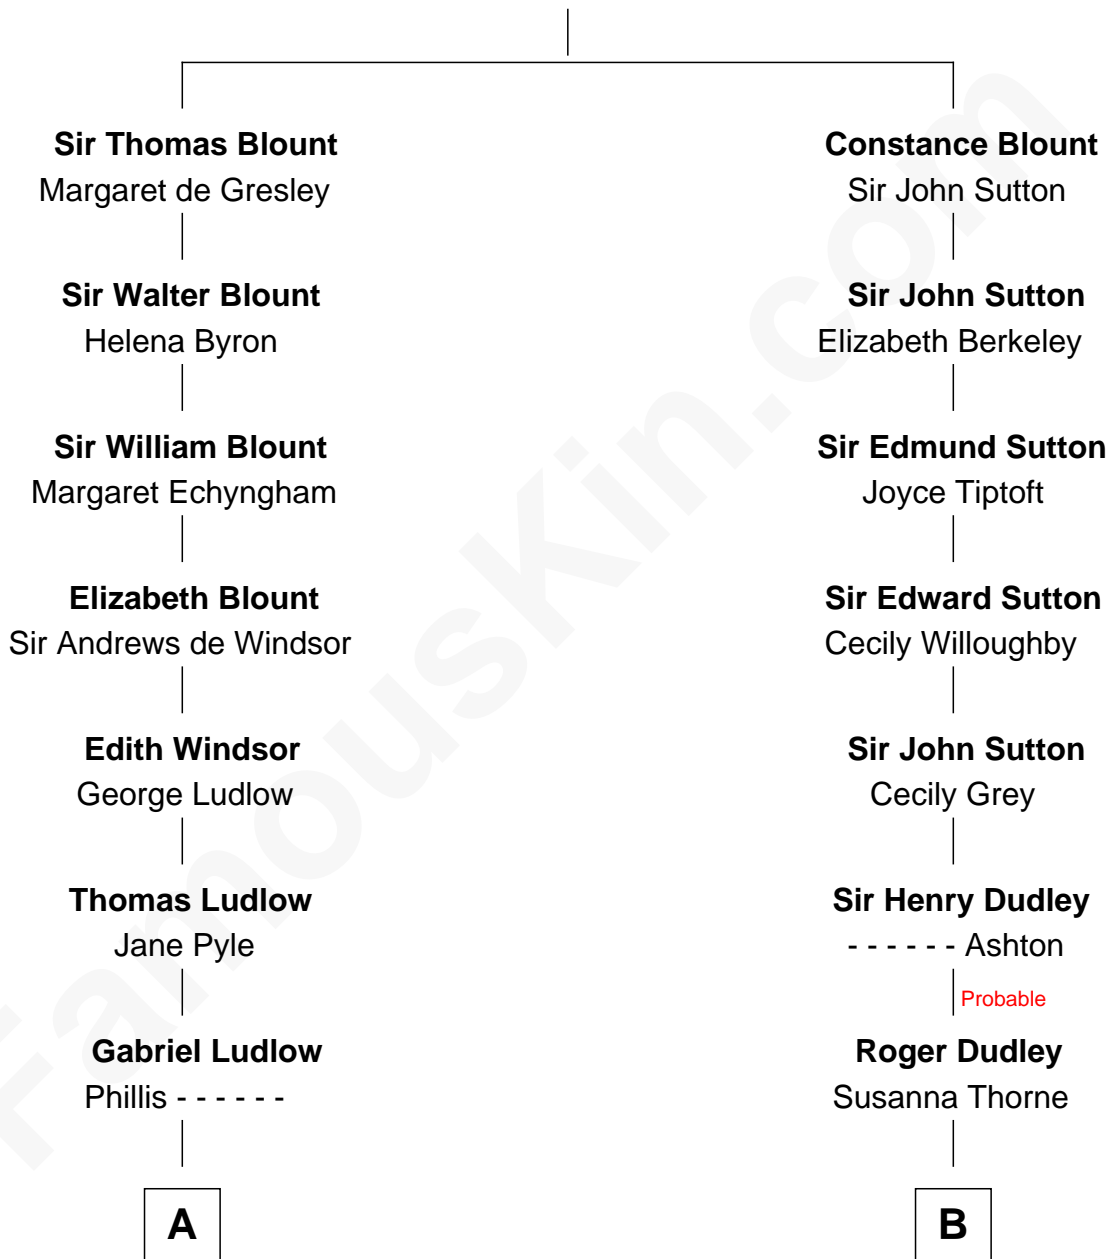 Sir Thomas Blount
Margaret de Gresley
Sir Walter Blount
Helena Byron
Sir William Blount
Margaret Echyngham
Elizabeth Blount
Sir Andrews de Windsor
Edith Windsor
George Ludlow
Thomas Ludlow
Jane Pyle
Gabriel Ludlow
Phillis - - - - - -
A
Constance Blount
Sir John Sutton
Sir John Sutton
Elizabeth Berkeley
Sir Edmund Sutton
Joyce Tiptoft
Sir Edward Sutton
Cecily Willoughby
Sir John Sutton
Cecily Grey
Sir Henry Dudley
- - - - - - Ashton
Probable
Roger Dudley
Susanna Thorne
B
FamousKin.com